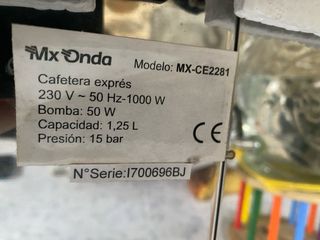 Mx Onda
Modelo: MX-CE2281
Cafetera exprés
230 V ~ 50 Hz-1000 W
Bomba: 50 W
Capacidad: 1,25 L
Presión: 15 bar
CE
N°Serie:I700696BJ